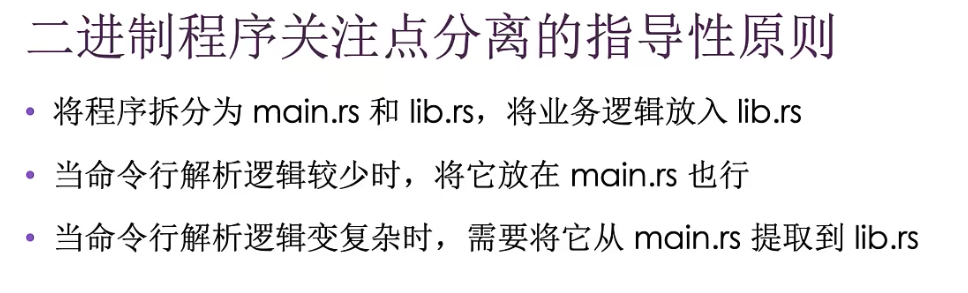 二进制程序关注点分离的指导性原则
• 将程序拆分为 main.rs 和 lib.rs，将业务逻辑放入 lib.rs
• 当命令行解析逻辑较少时，将它放在 main.rs 也行
• 当命令行解析逻辑变复杂时，需要将它从 main.rs 提取到 lib.rs